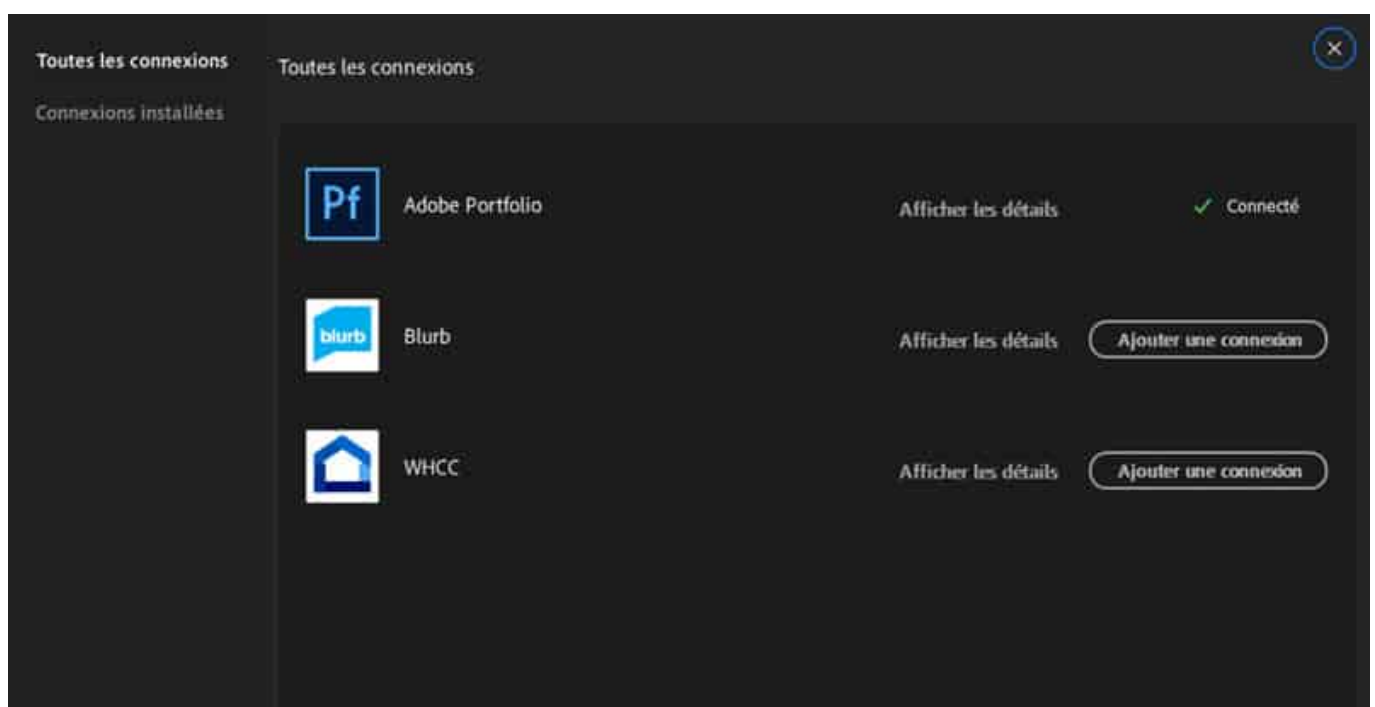 Toutes les connexions
Connexions installées
Toutes les connexions
Pf
Adobe Portfolio
Afficher les détails
Connecté
blurb
Blurb
Afficher les détails
Ajouter une connexion
WHCC
Afficher les détails
Ajouter une connexion